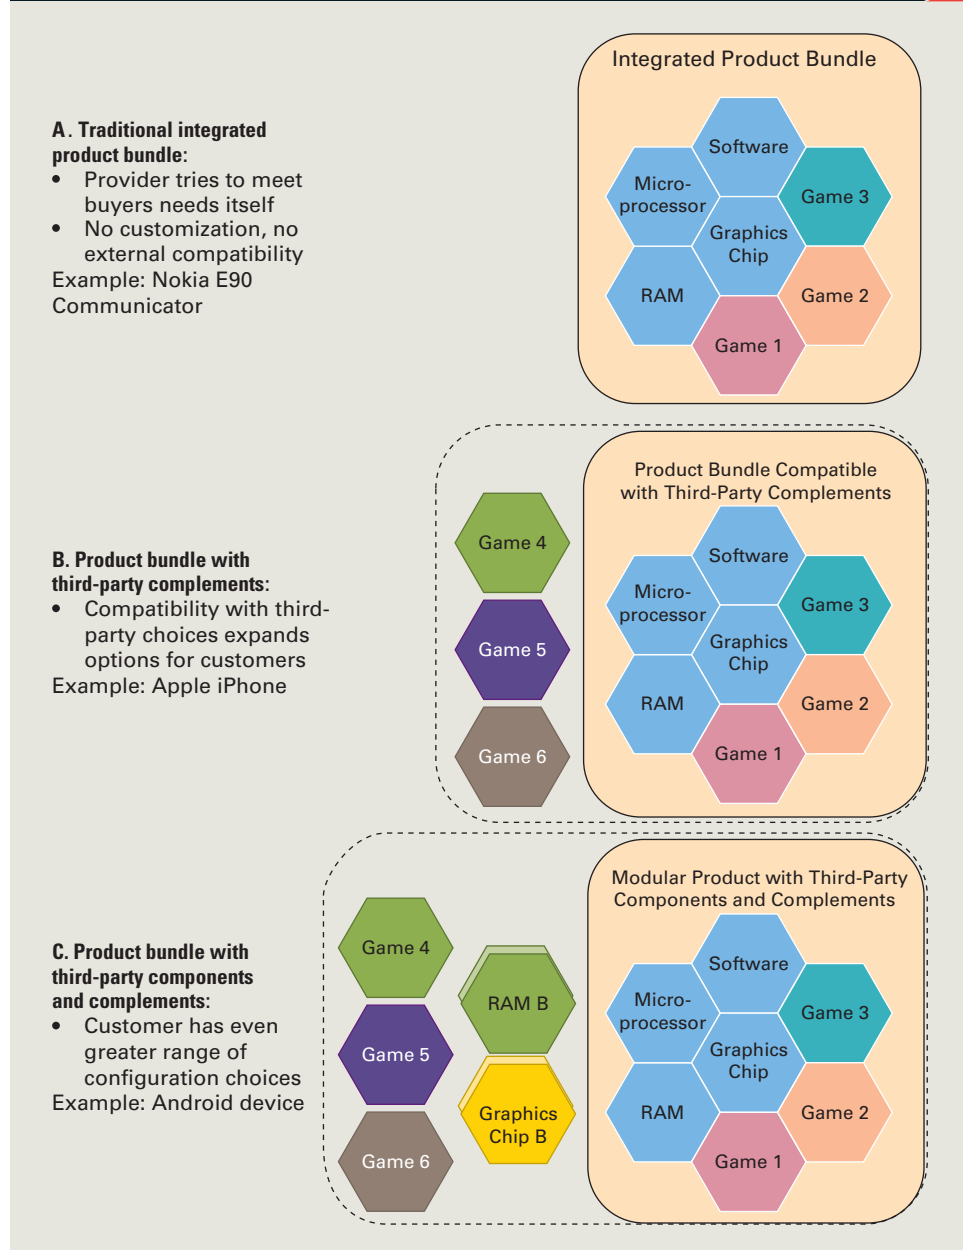 Integrated Product Bundle
A. Traditional integrated
product bundle:
• Provider tries to meet
buyers needs itself
• No customization, no
external compatibility
Example: Nokia E90
Communicator
Software
Micro-
processor
Game 3
Graphics
Chip
RAM
Game 2
Game 1
Product Bundle Compatible
with Third-Party Complements
B. Product bundle with
third-party complements:
• Compatibility with third-
party choices expands
options for customers
Example: Apple iPhone
Game 4
Game 5
Game 6
Software
Micro-
processor
Game 3
Graphics
Chip
RAM
Game 2
Game 1
Modular Product with Third-Party
Components and Complements
C. Product bundle with
third-party components
and complements:
• Customer has even
greater range of
configuration choices
Example: Android device
Game 4
Game 5
Game 6
RAM B
Graphics
Chip B
Software
Micro-
processor
Game 3
Graphics
Chip
RAM
Game 2
Game 1